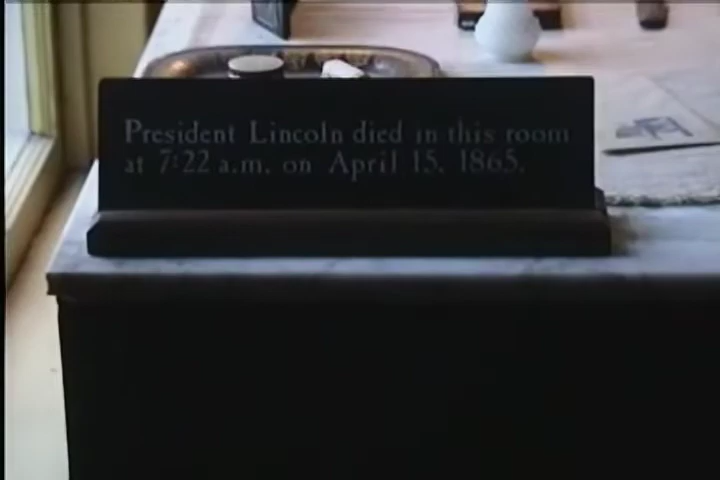 President Lincoln died in this room
at 7:22 a.m. on April 15, 1865.